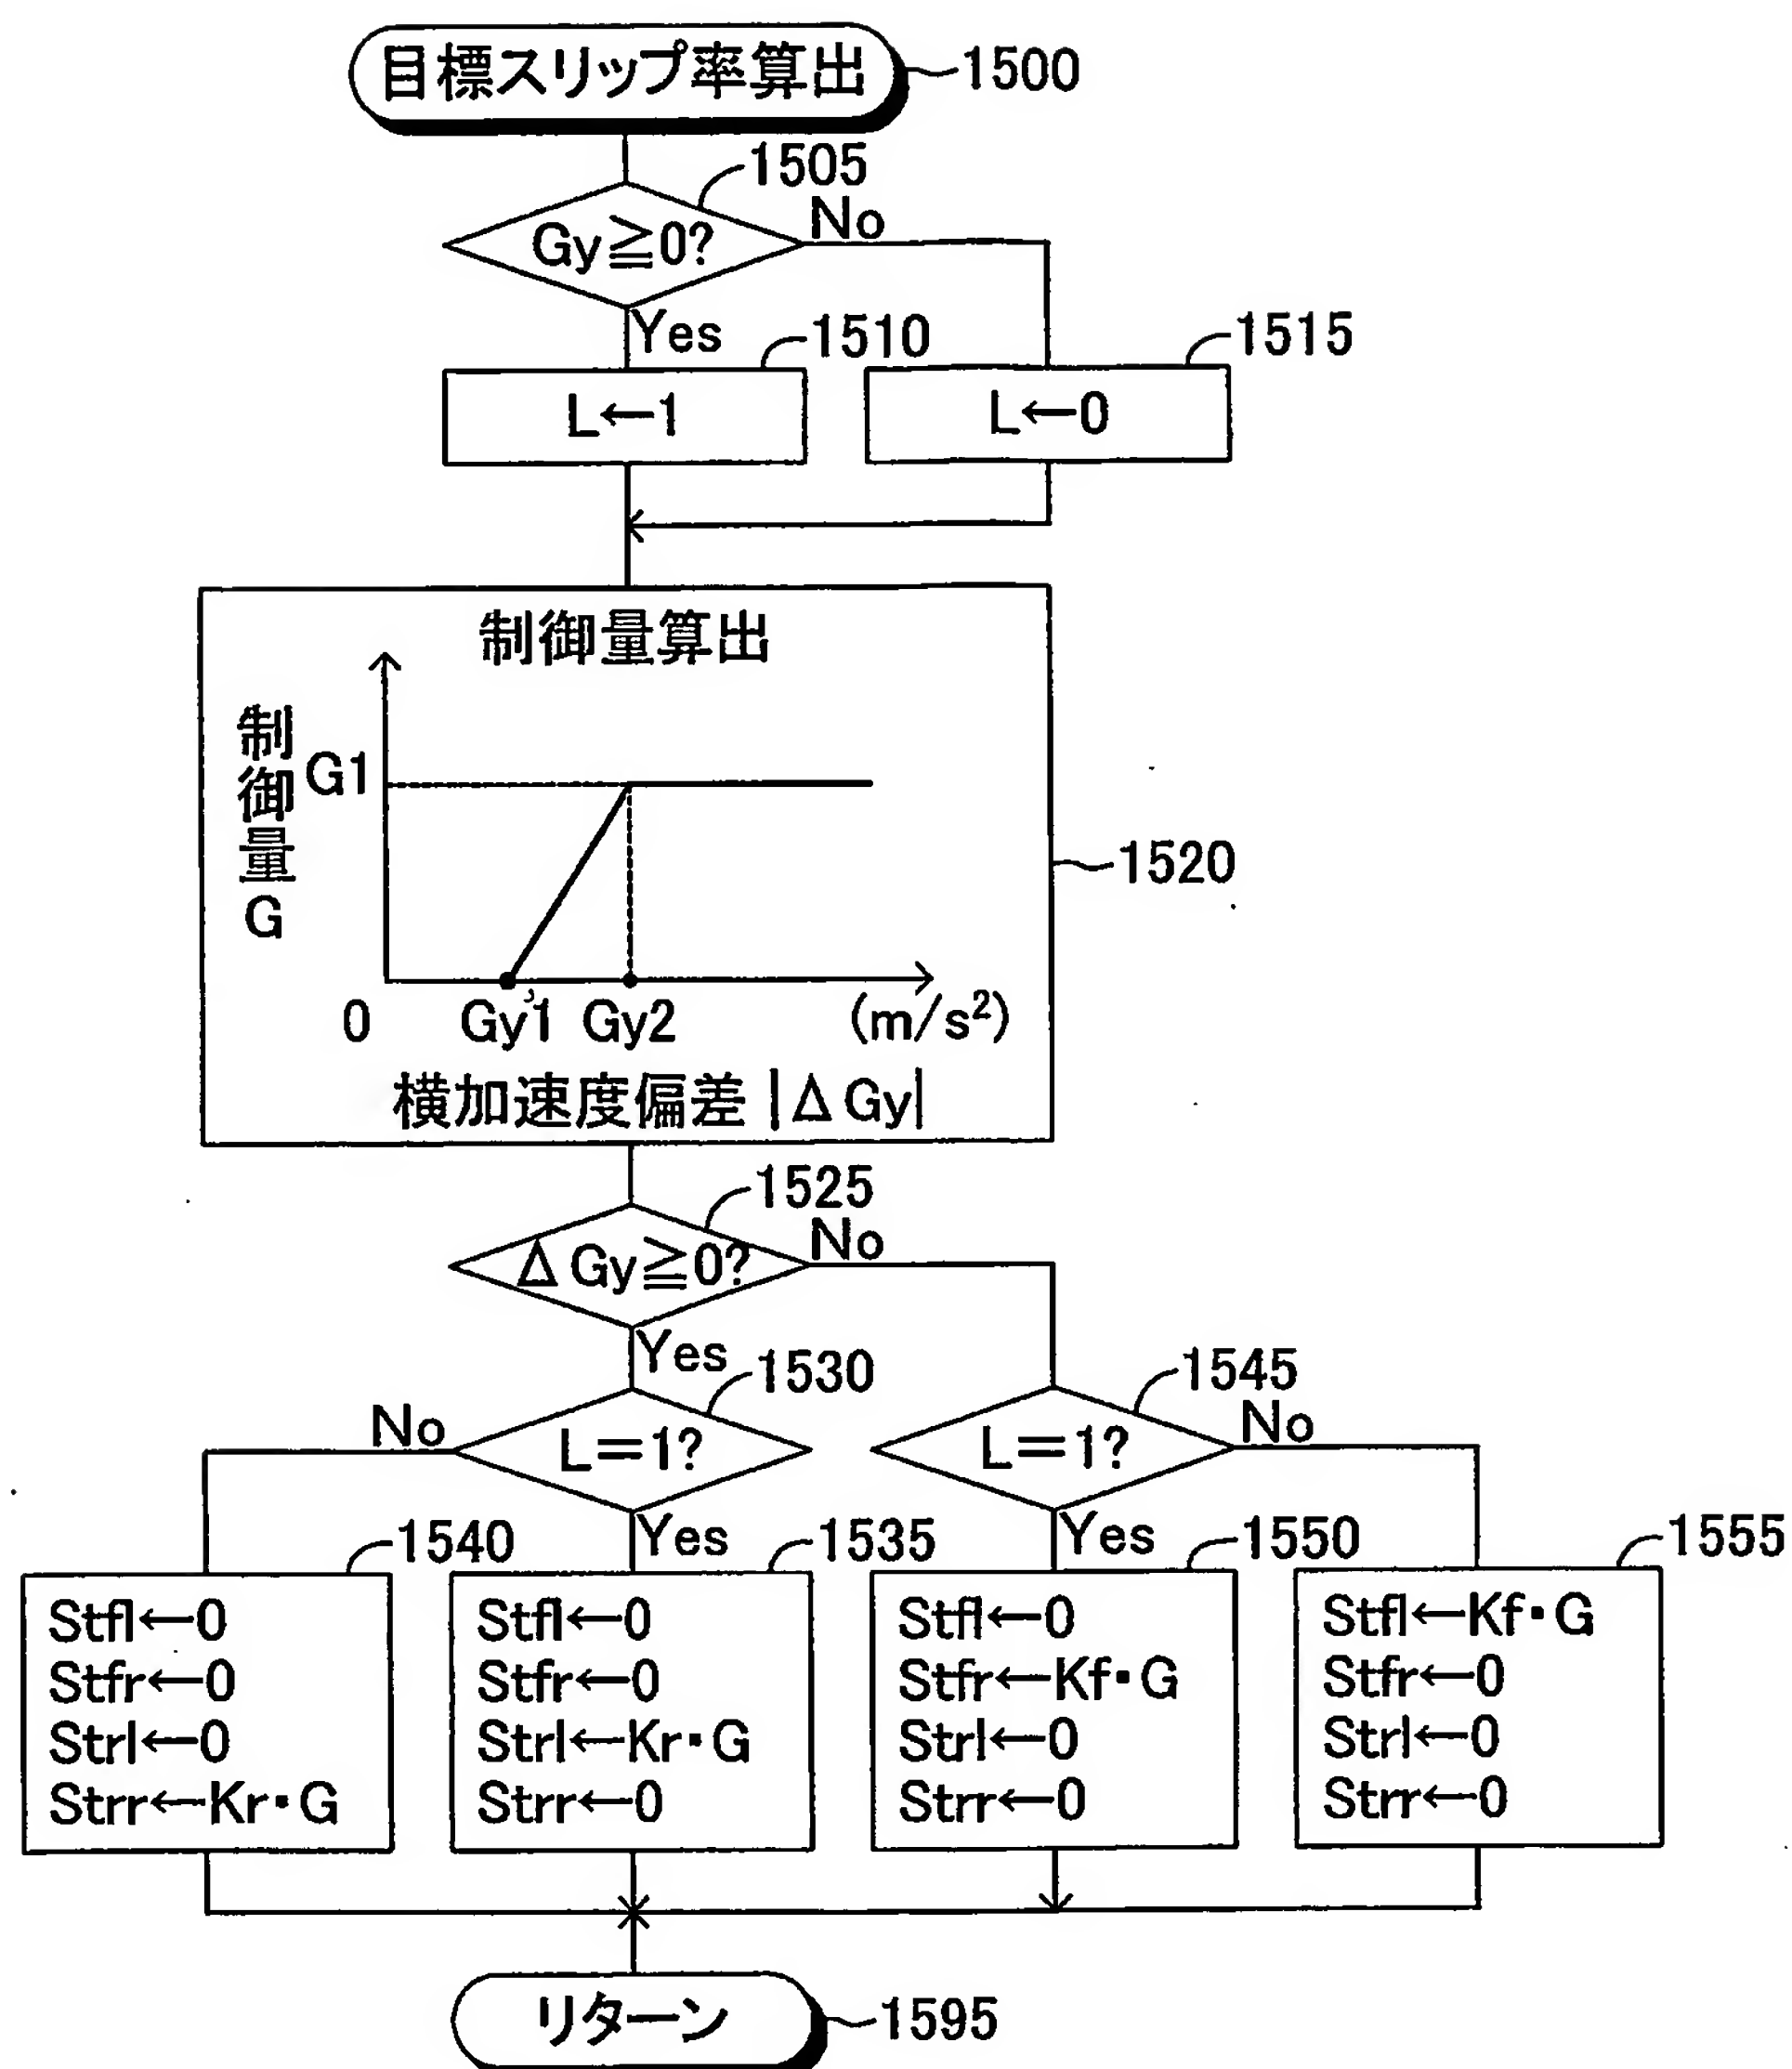 目標スリップ率算出
1500
1505
Gy≧0?
No
Yes
1510
1515
L←1
L←0
制御量算出
制御量G
G1
1520
0
Gy1
Gy2
(m/s²)
横加速度偏差|ΔGy|
1525
ΔGy≧0?
No
Yes
1530
1545
No
L=1?
L=1?
No
Yes
Yes
1540
1535
1550
1555
Stfl←0
Stfr←0
Strl←0
Strr←Kr・G
Stfl←0
Stfr←0
Strl←Kr・G
Strr←0
Stfl←0
Stfr←Kf・G
Strl←0
Strr←0
Stfl←Kf・G
Stfr←0
Strl←0
Strr←0
リターン
1595